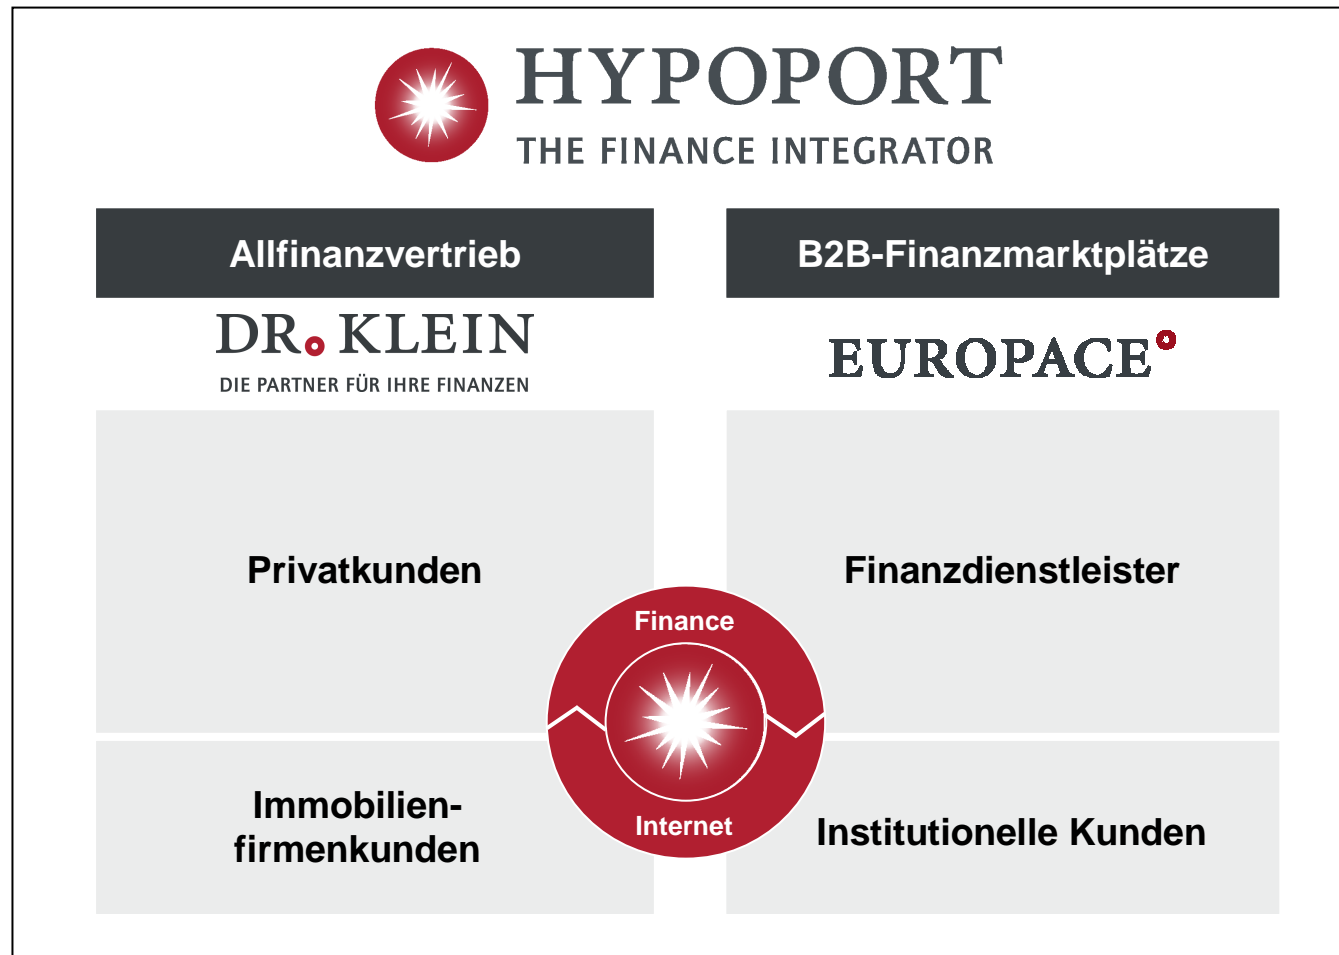 HYPOPORT
THE FINANCE INTEGRATOR
Allfinanzvertrieb
DR. KLEIN
DIE PARTNER FÜR IHRE FINANZEN
Privatkunden
Immobilien-
firmenkunden
B2B-Finanzmarktplätze
EUROPACE
Finanzdienstleister
Institutionelle Kunden
Finance
Internet